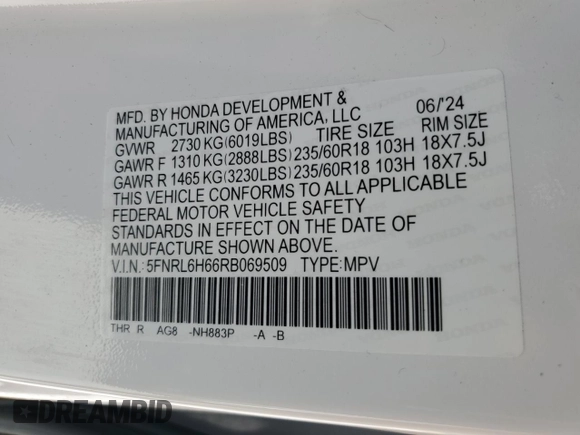 MFD. BY HONDA DEVELOPMENT & 06/'24
MANUFACTURING OF AMERICA, LLC
GVWR 2730 KG(6019LBS) TIRE SIZE RIM SIZE
GAWR F 1310 KG(2888LBS) 235/60R18 103H 18X7.5J
GAWR R 1465 KG(3230LBS) 235/60R18 103H 18X7.5J
THIS VEHICLE CONFORMS TO ALL APPLICABLE
FEDERAL MOTOR VEHICLE SAFETY
STANDARDS IN EFFECT ON THE DATE OF
MANUFACTURE SHOWN ABOVE.
V.I.N.: 5FNRL6H66RB069509 TYPE:MPV
THR R AG8 -NH883P -A -B
DREAMBID